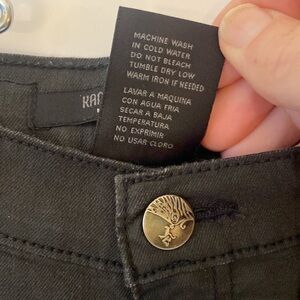 MACHINE WASH
IN COLD WATER
DO NOT BLEACH
TUMBLE DRY LOW
WARM IRON IF NEEDED
LAVAR A MAQUINA
CON AGUA FRIA
SECAR A BAJA
TEMPERATURA
NO EXPRIMIR
NO USAR CLORO